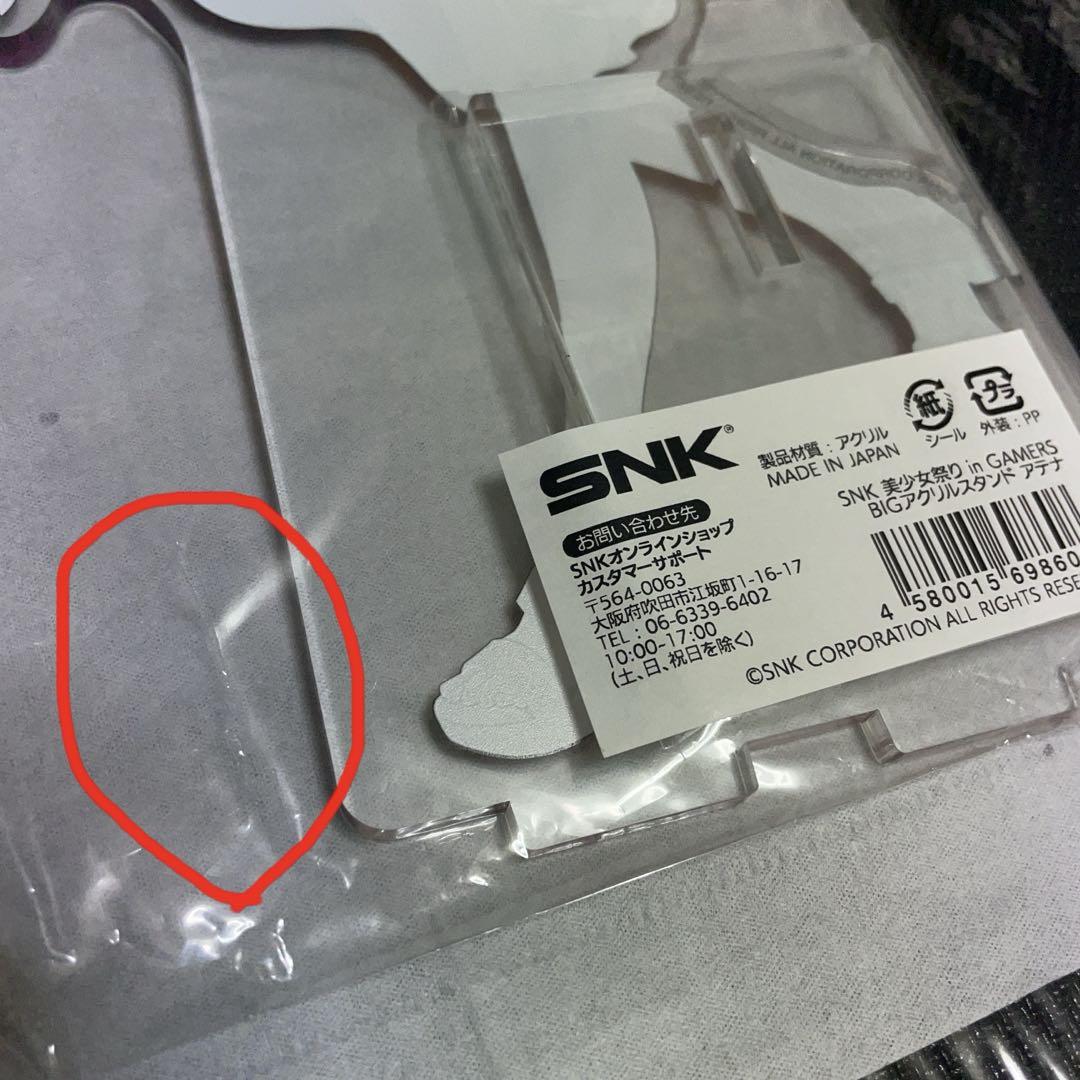 SNK®
お問い合わせ先
SNKオンラインショップ
カスタマーサポート
〒564-0063
大阪府吹田市江坂町1-16-17
TEL : 06-6339-6402
10:00-17:00
(土、日、祝日を除く)
製品材質 : アクリル
MADE IN JAPAN
紙
シール
プラ
外装 : PP
SNK 美少女祭り in GAMERS
BIGアクリルスタンド アテナ
4 580015 69860
©SNK CORPORATION ALL RIGHTS RESE
CORPORATION ALL